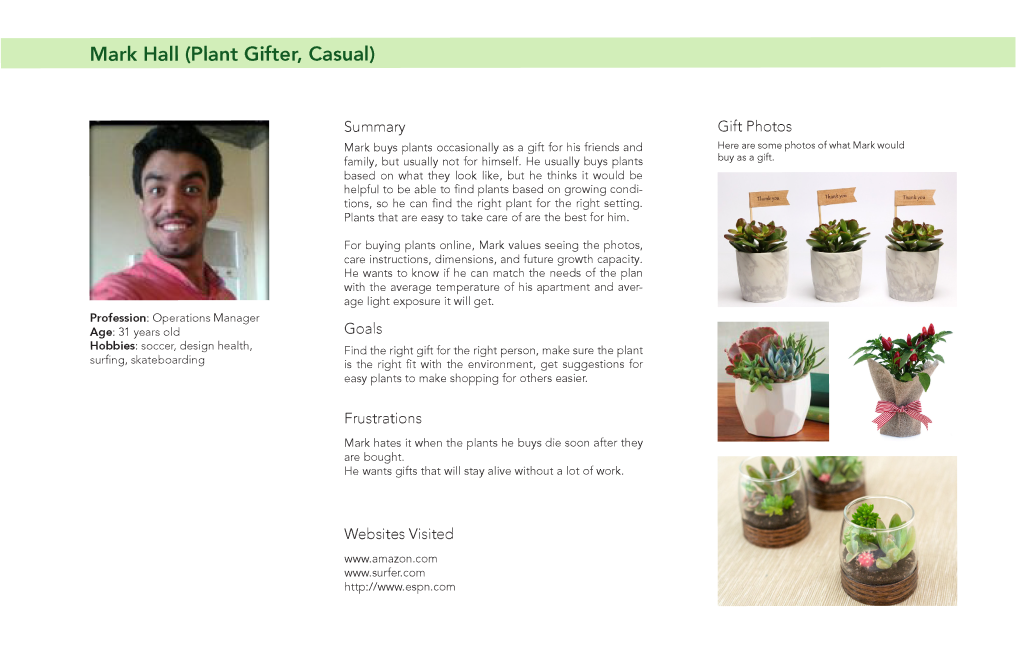 Mark Hall (Plant Gifter, Casual)
Profession: Operations Manager
Age: 31 years old
Hobbies: soccer, design health,
surfing, skateboarding
Summary
Mark buys plants occasionally as a gift for his friends and
family, but usually not for himself. He usually buys plants
based on what they look like, but he thinks it would be
helpful to be able to find plants based on growing condi-
tions, so he can find the right plant for the right setting.
Plants that are easy to take care of are the best for him.
For buying plants online, Mark values seeing the photos,
care instructions, dimensions, and future growth capacity.
He wants to know if he can match the needs of the plan
with the average temperature of his apartment and aver-
age light exposure it will get.
Goals
Find the right gift for the right person, make sure the plant
is the right fit with the environment, get suggestions for
easy plants to make shopping for others easier.
Frustrations
Mark hates it when the plants he buys die soon after they
are bought.
He wants gifts that will stay alive without a lot of work.
Websites Visited
www.amazon.com
www.surfer.com
http://www.espn.com
Gift Photos
Here are some photos of what Mark would
buy as a gift.
Thank you
Thank you
Thank you